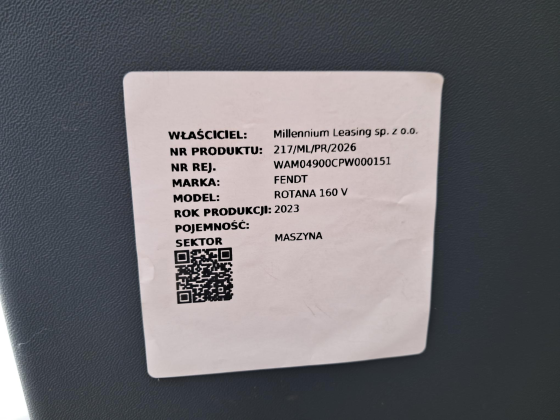 WŁAŚCICIEL: Millennium Leasing sp. z o.o.
NR PRODUKTU: 217/ML/PR/2026
NR REJ. WAM04900CPW000151
MARKA: FENDT
MODEL: ROTANA 160 V
ROK PRODUKCJI: 2023
POJEMNOŚĆ:
SEKTOR MASZYNA